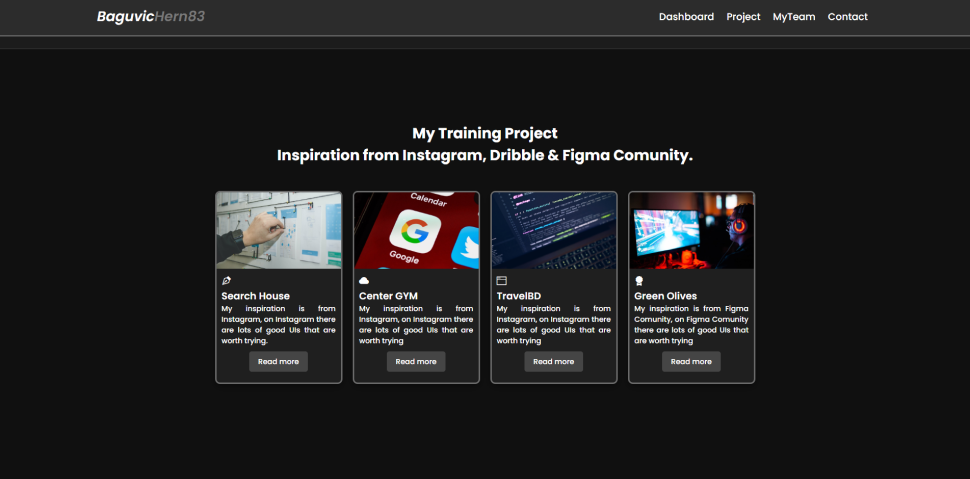 BaguvicHern83
Dashboard Project MyTeam Contact
My Training Project
Inspiration from Instagram, Dribble & Figma Comunity.
Calendar
Google
Search House
My inspiration is from
Instagram, on Instagram there
are lots of good UIs that are
worth trying.
Read more
Center GYM
My inspiration is from
Instagram, on Instagram there
are lots of good UIs that are
worth trying
Read more
TravelBD
My inspiration is from
Instagram, on Instagram there
are lots of good UIs that are
worth trying
Read more
Green Olives
My inspiration is from Figma
Comunity, on Figma Comunity
there are lots of good UIs that
are worth trying
Read more